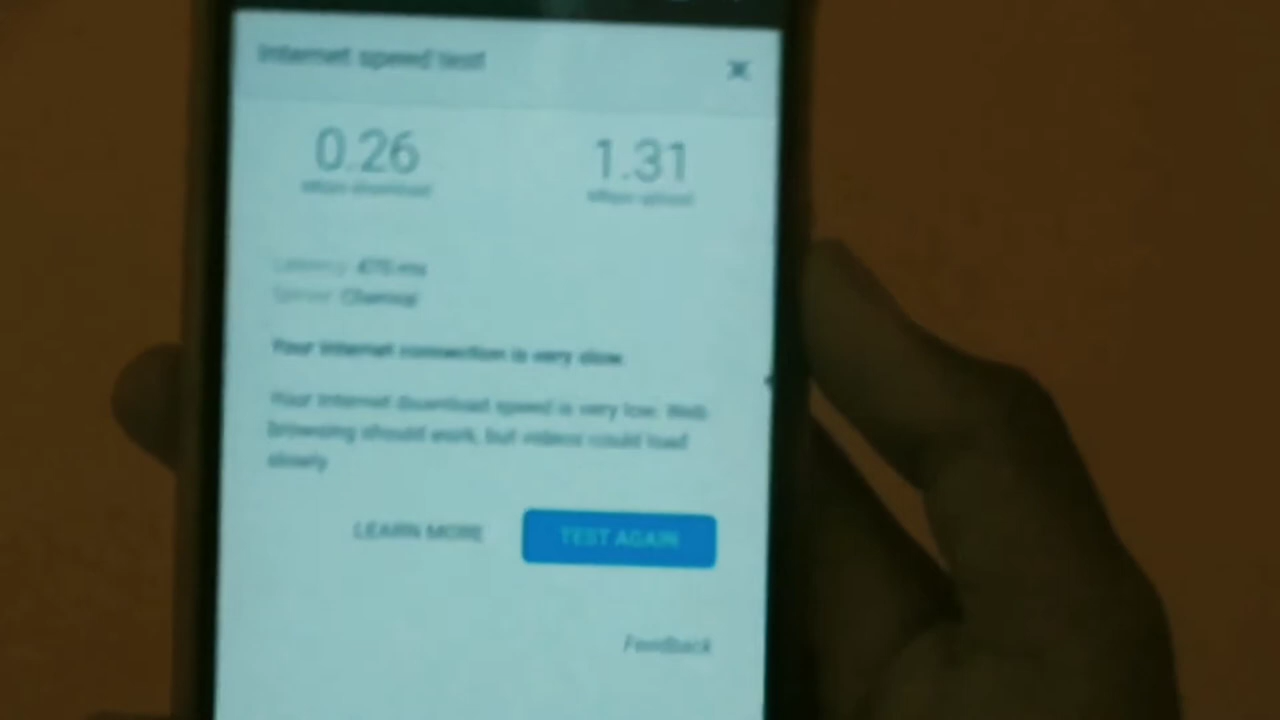 Internet speed test
0.26
Mbps download
1.31
Mbps upload
Latency:
Server: Chennai
Your Internet connection is very slow.
Your Internet download speed is very low. Web
browsing should work, but videos could load
slowly.
LEARN MORE
TEST AGAIN
Feedback